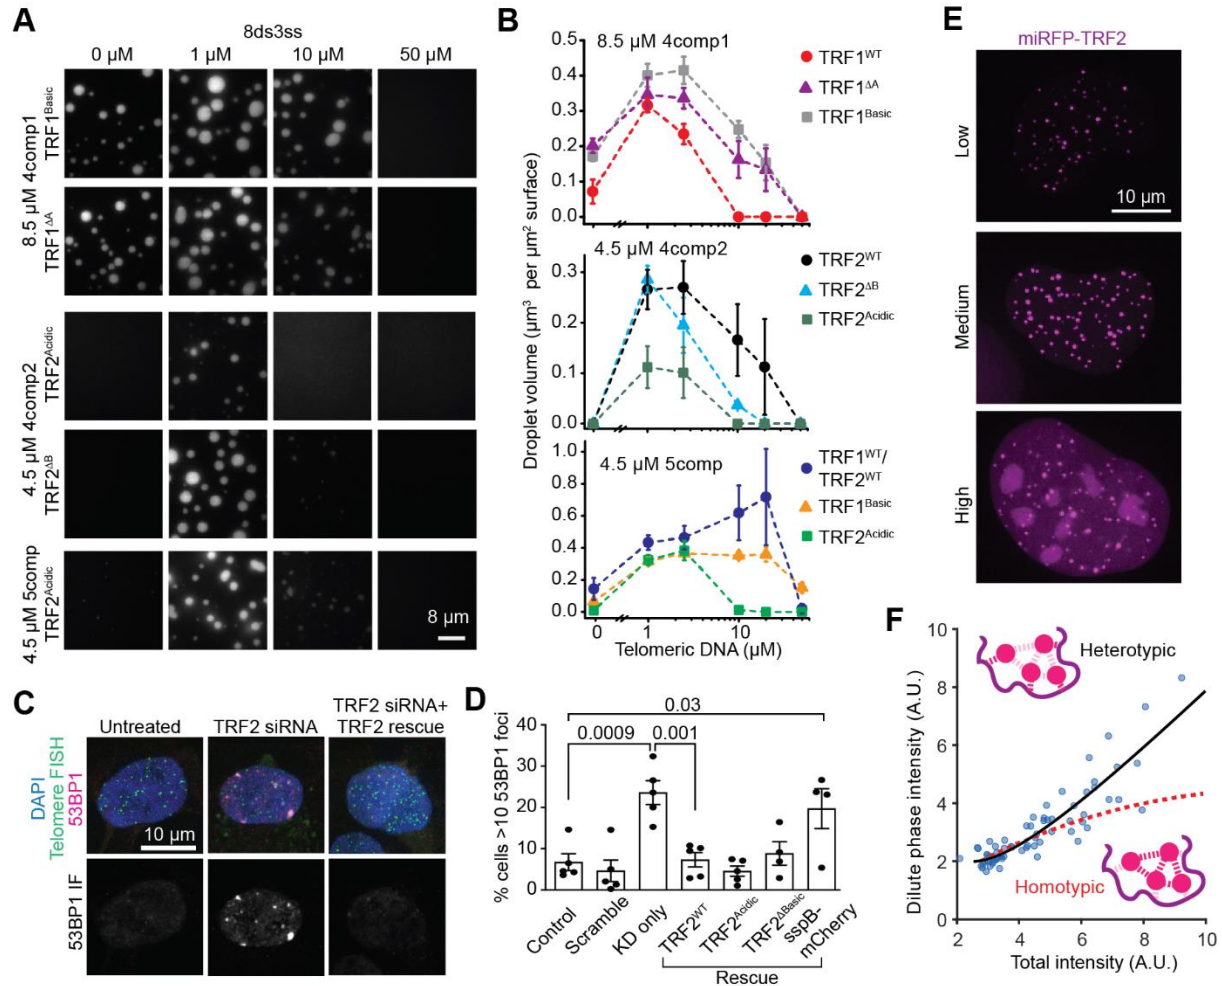 A
8ds3ss
0 µM 1 µM 10 µM 50 µM
8.5 µM 4comp1
TRF1Basic
TRF1ΔA
4.5 µM 4comp2
TRF2Acidic
TRF2ΔB
4.5 µM 5comp
TRF2Acidic
8 µm
B
Droplet volume (µm³ per µm² surface)
8.5 µM 4comp1
0.5
0.4
0.3
0.2
0.1
0.0
TRF1WT
TRF1ΔA
TRF1Basic
4.5 µM 4comp2
0.3
0.2
0.1
0.0
TRF2WT
TRF2ΔB
TRF2Acidic
4.5 µM 5comp
1.0
0.8
0.6
0.4
0.2
0.0
TRF1WT/
TRF2WT
TRF1Basic
TRF2Acidic
0 1 10
Telomeric DNA (µM)
E
miRFP-TRF2
Low
10 µm
Medium
High
C
Untreated
TRF2 siRNA
TRF2 siRNA+
TRF2 rescue
DAPI
Telomere FISH
53BP1
10 µm
53BP1 IF
D
% cells >10 53BP1 foci
40
30
20
10
0
0.03
0.0009
0.001
Control
Scramble
KD only
TRF2WT
TRF2Acidic
TRF2ΔBasic
sspB-
mCherry
Rescue
F
Dilute phase intensity (A.U.)
10
8
6
4
2
0
Heterotypic
Homotypic
2 4 6 8 10
Total intensity (A.U.)